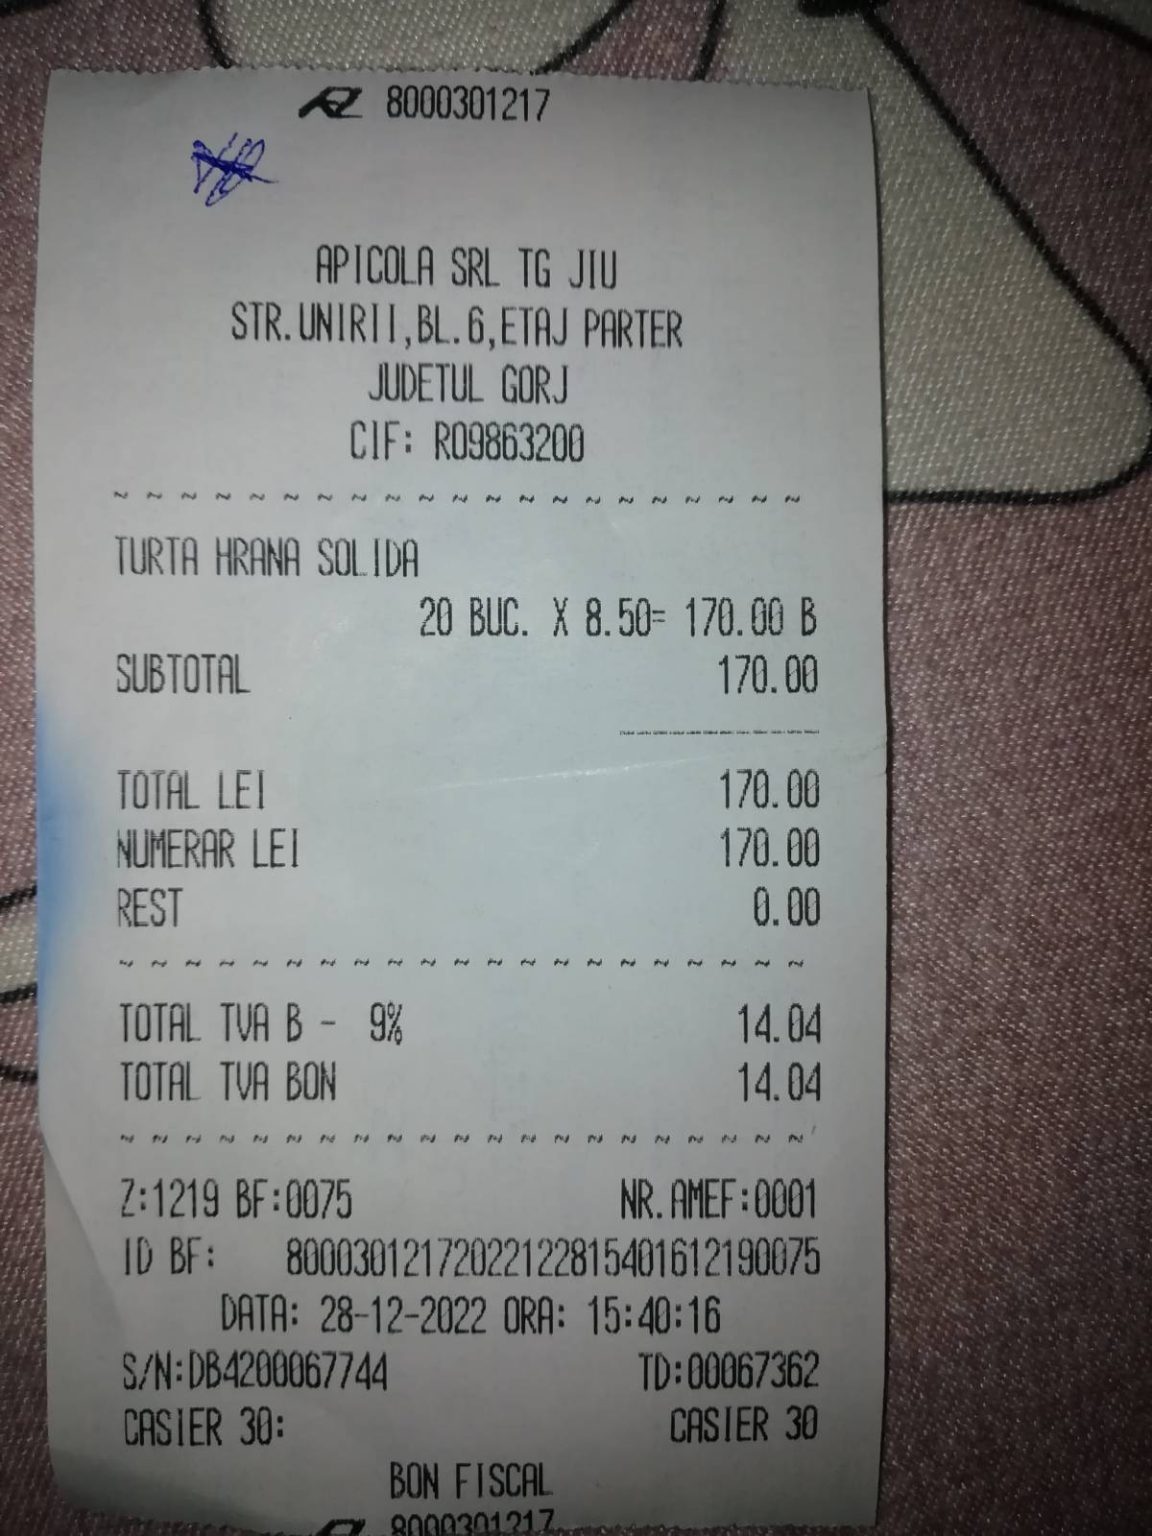 8000301217
APICOLA SRL TG JIU
STR.UNIRII,BL.6,ETAJ PARTER
JUDETUL GORJ
CIF: RO9863200
~ ~ ~ ~ ~ ~ ~ ~ ~ ~ ~ ~ ~ ~ ~ ~ ~ ~ ~ ~ ~
TURTA HRANA SOLIDA
20 BUC. X 8.50= 170.00 B
SUBTOTAL 170.00
TOTAL LEI 170.00
NUMERAR LEI 170.00
REST 0.00
~ ~ ~ ~ ~ ~ ~ ~ ~ ~ ~ ~ ~ ~ ~ ~ ~ ~ ~ ~ ~
TOTAL TVA B - 9% 14.04
TOTAL TVA BON 14.04
~ ~ ~ ~ ~ ~ ~ ~ ~ ~ ~ ~ ~ ~ ~ ~ ~ ~ ~ ~ ~
Z:1219 BF:0075 NR.AMEF:0001
ID BF: 80003012172022122815401612190075
DATA: 28-12-2022 ORA: 15:40:16
S/N:DB4200067744 TD:00067362
CASIER 30: CASIER 30
BON FISCAL
8000301217